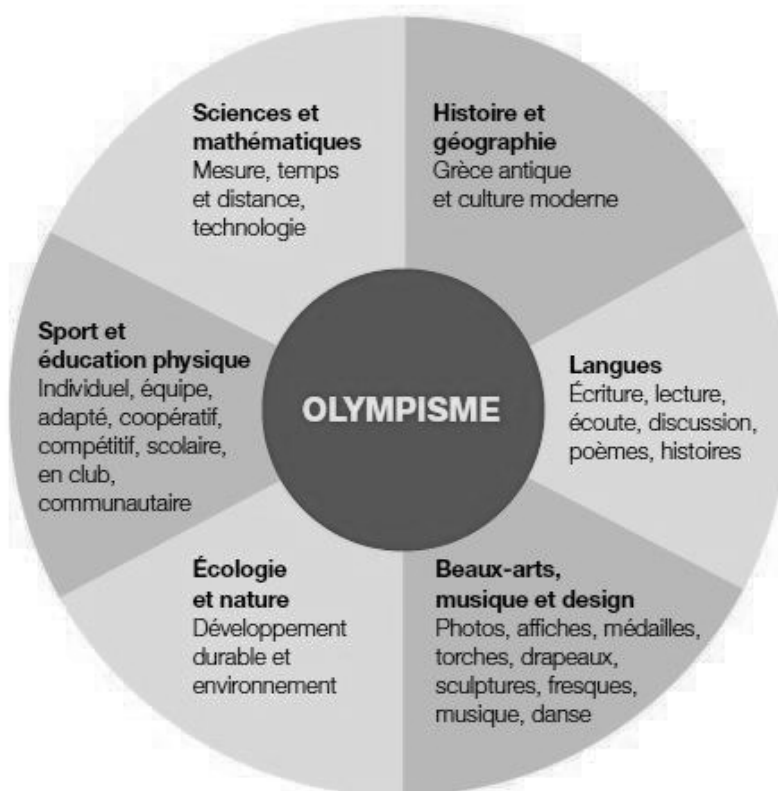 Sciences et
mathématiques
Mesure, temps
et distance,
technologie
Histoire et
géographie
Grèce antique
et culture moderne
Sport et
éducation physique
Individuel, équipe,
adapté, coopératif,
compétitif, scolaire,
en club,
communautaire
OLYMPISME
Langues
Écriture, lecture,
écoute, discussion,
poèmes, histoires
Écologie
et nature
Développement
durable et
environnement
Beaux-arts,
musique et design
Photos, affiches, médailles,
torches, drapeaux,
sculptures, fresques,
musique, danse